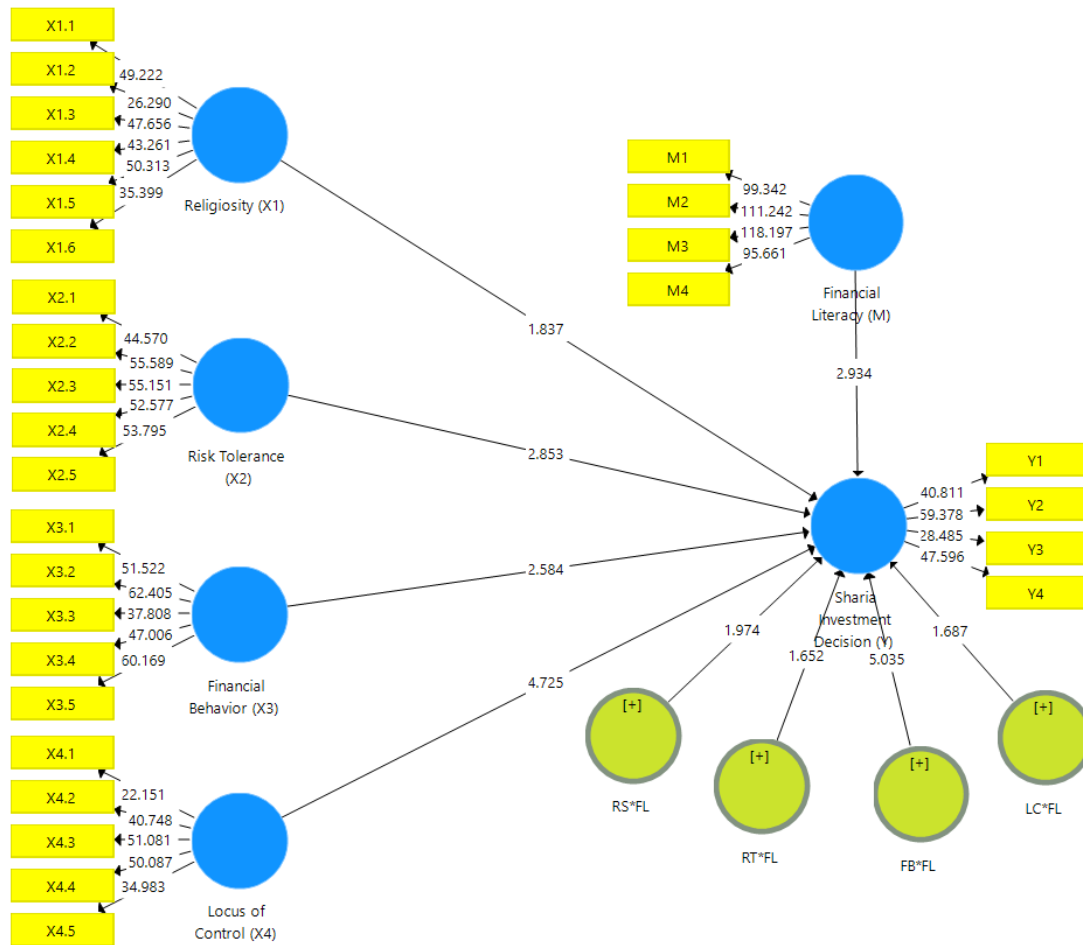 X1.1
X1.2
X1.3
X1.4
X1.5
X1.6
49.222
26.290
47.656
43.261
50.313
35.399
Religiosity (X1)
X2.1
X2.2
X2.3
X2.4
X2.5
44.570
55.589
55.151
52.577
53.795
Risk Tolerance
(X2)
X3.1
X3.2
X3.3
X3.4
X3.5
51.522
62.405
37.808
47.006
60.169
Financial
Behavior (X3)
X4.1
X4.2
X4.3
X4.4
X4.5
22.151
40.748
51.081
50.087
34.983
Locus of
Control (X4)
M1
M2
M3
M4
99.342
111.242
118.197
95.661
Financial
Literacy (M)
1.837
2.934
2.853
2.584
4.725
Y1
Y2
Y3
Y4
40.811
59.378
28.485
47.596
Sharia
Investment
Decision (Y)
1.974
1.652
5.035
1.687
[+]
RS*FL
[+]
RT*FL
[+]
FB*FL
[+]
LC*FL